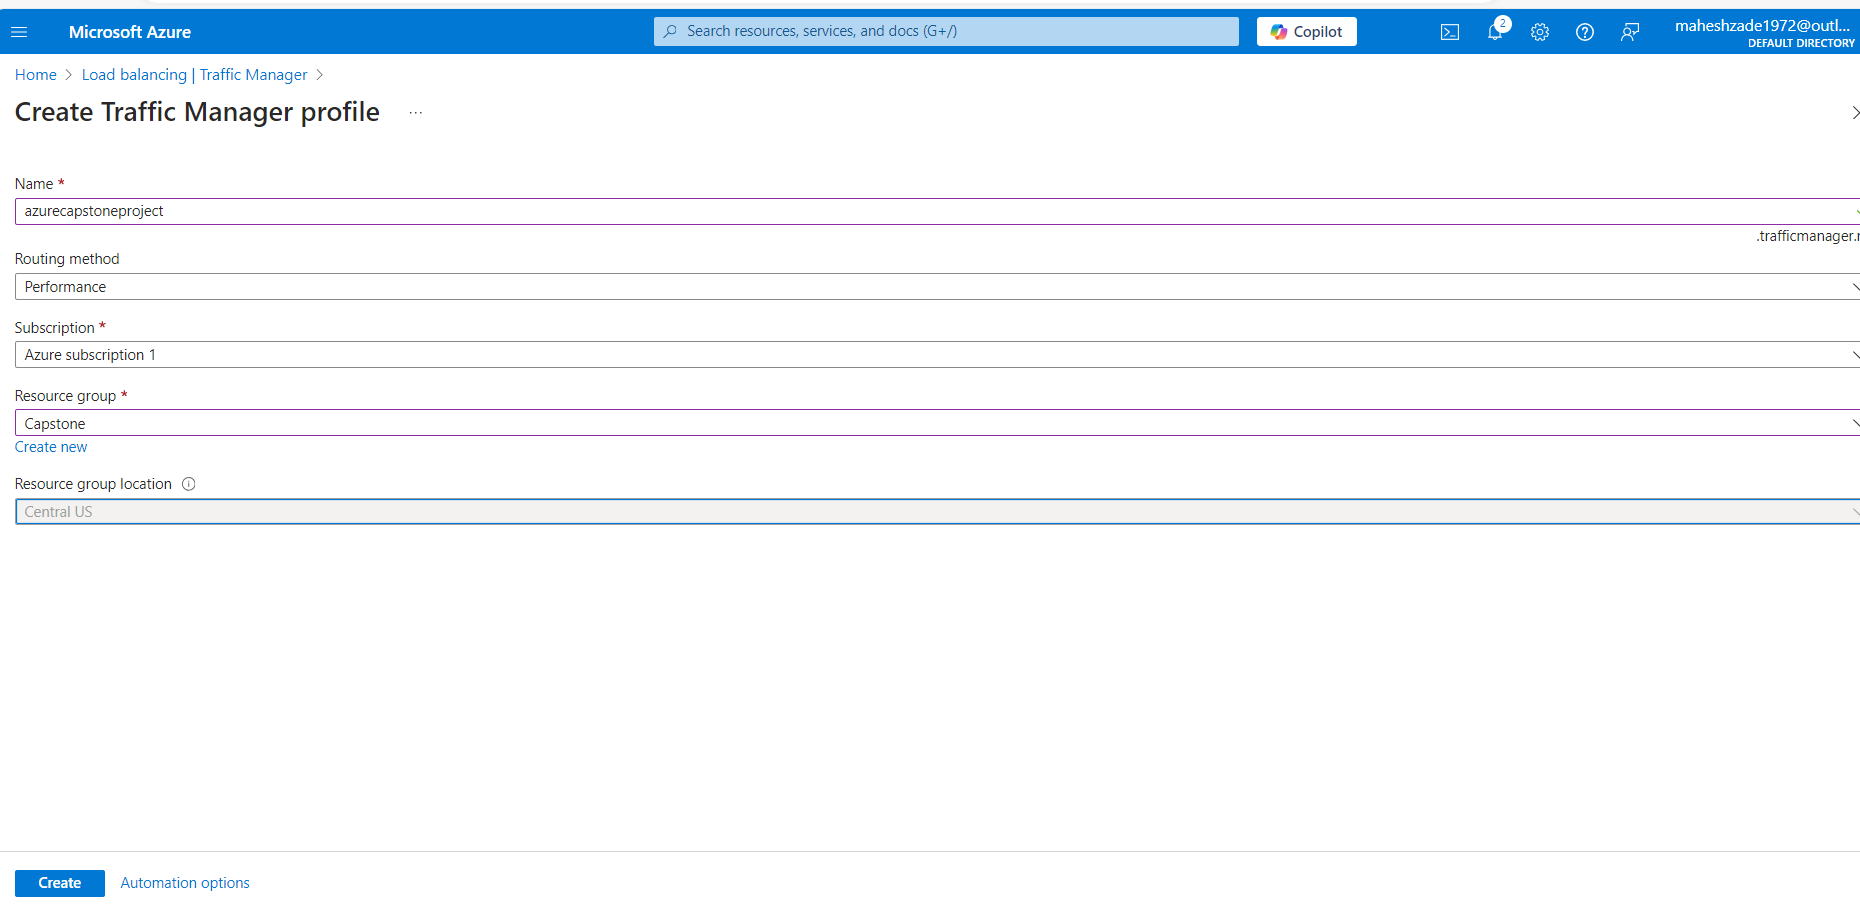 Microsoft Azure
Search resources, services, and docs (G+/)
Copilot
2
maheshzade1972@outl...
DEFAULT DIRECTORY
Home > Load balancing | Traffic Manager >
Create Traffic Manager profile ...
Name *
azurecapstoneproject
.trafficmanager.
Routing method
Performance
Subscription *
Azure subscription 1
Resource group *
Capstone
Create new
Resource group location
Central US
Create
Automation options